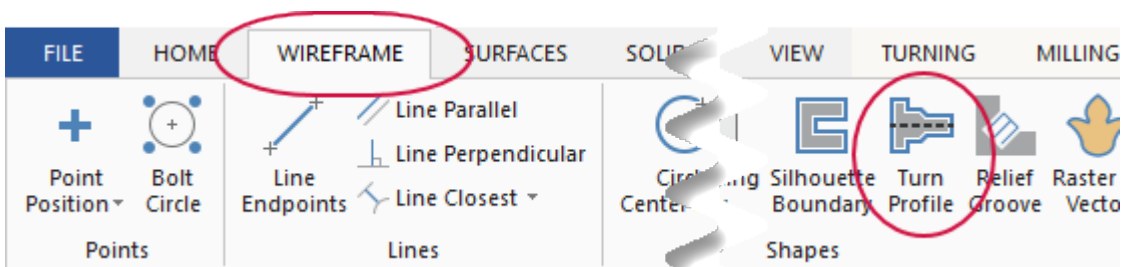 FILE HOME WIREFRAME SURFACES VIEW TURNING MILLING
Point Position
Bolt Circle
Points
Line Endpoints
Line Parallel
Line Perpendicular
Line Closest
Lines
Silhouette Boundary
Turn Profile
Relief Groove
Raster
Shapes